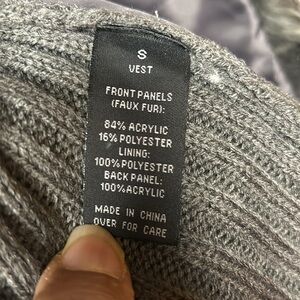 S
VEST
FRONT PANELS
(FAUX FUR):
84% ACRYLIC
16% POLYESTER
LINING:
100% POLYESTER
BACK PANEL:
100% ACRYLIC
MADE IN CHINA
OVER FOR CARE